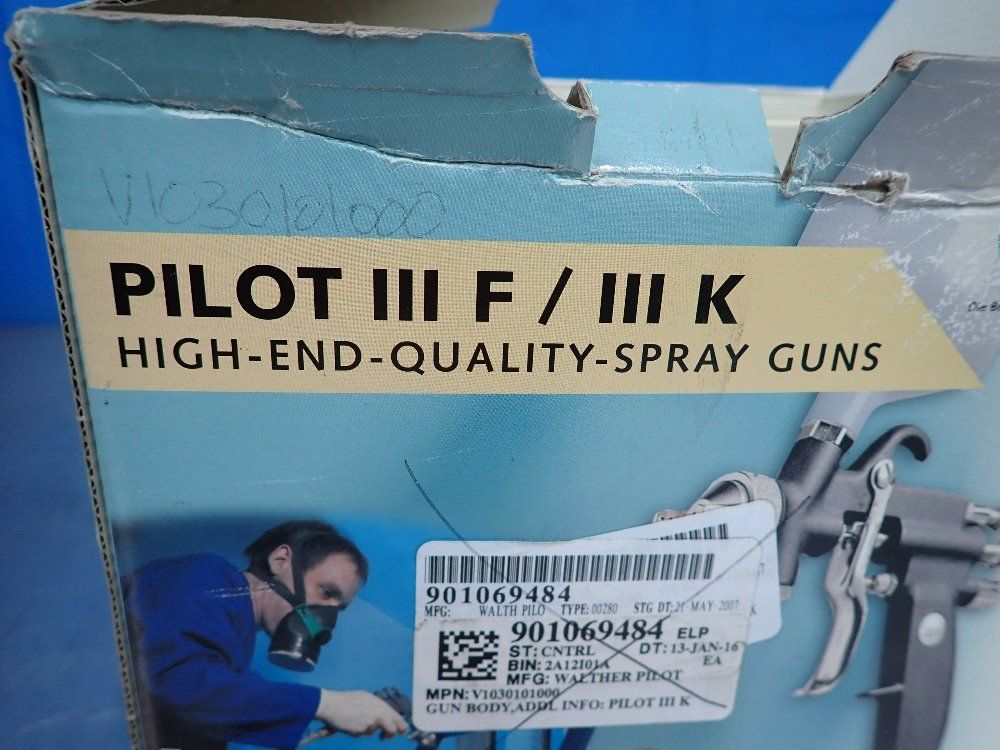 V1030101000
PILOT III F / III K
HIGH-END-QUALITY-SPRAY GUNS
Die
901069484
MFG: WALTH PILO TYPE: 00280 STG DT: 21 MAY-2007
K
901069484 ELP
ST: CNTRL DT: 13-JAN-16
BIN: 2A12I01A EA
MFG: WALTHER PILOT
MPN: V1030101000
GUN BODY,ADDL INFO: PILOT III K